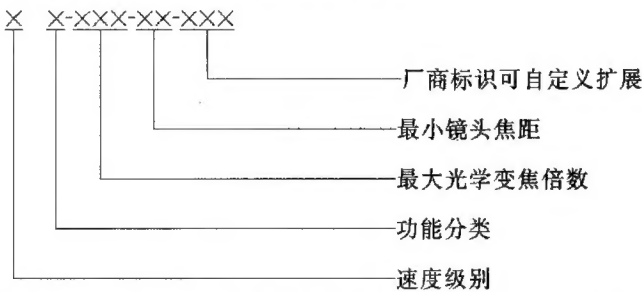 × ×-×××-××-×××
厂商标识可自定义扩展
最小镜头焦距
最大光学变焦倍数
功能分类
速度级别